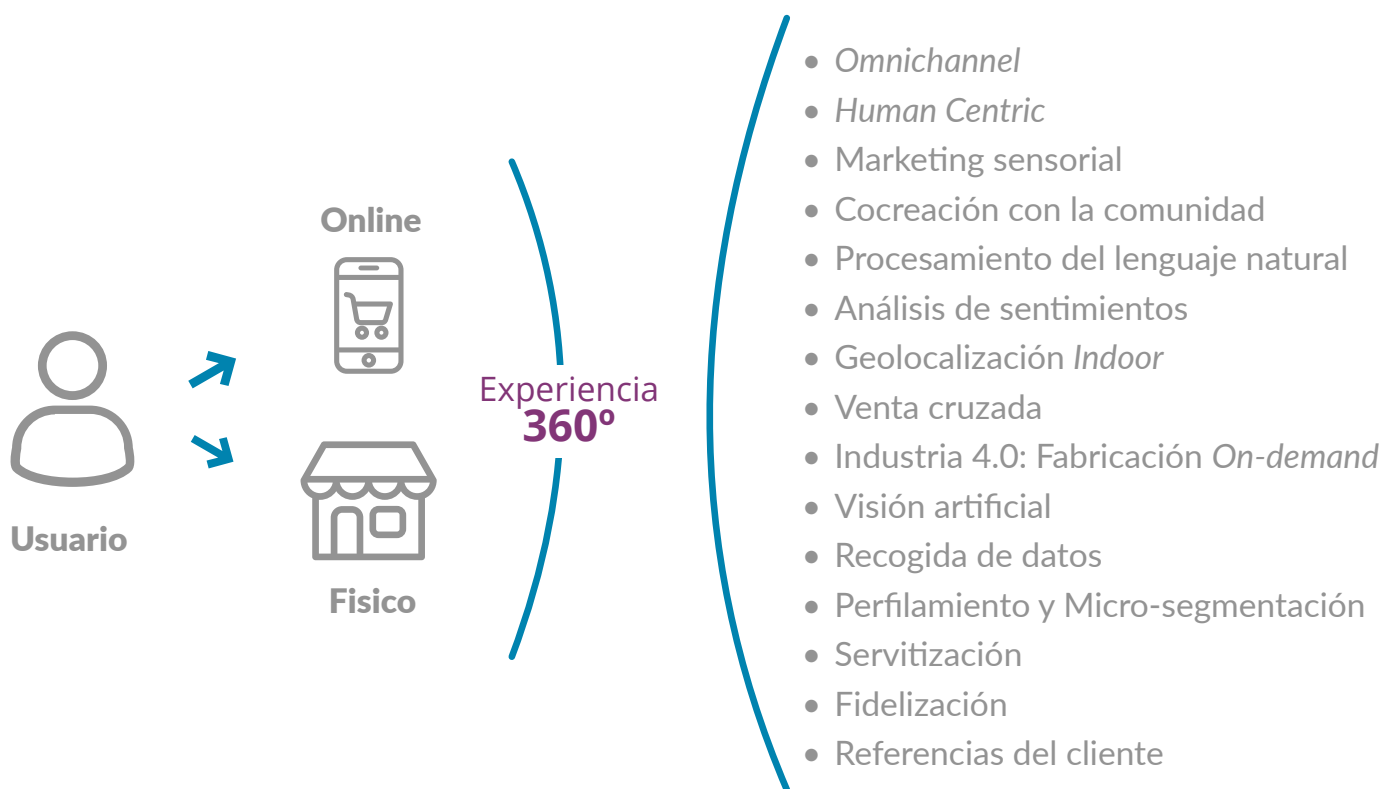 Usuario
Online
Fisico
Experiencia
360º
• Omnichannel
• Human Centric
• Marketing sensorial
• Cocreación con la comunidad
• Procesamiento del lenguaje natural
• Análisis de sentimientos
• Geolocalización Indoor
• Venta cruzada
• Industria 4.0: Fabricación On-demand
• Visión artificial
• Recogida de datos
• Perfilamiento y Micro-segmentación
• Servitización
• Fidelización
• Referencias del cliente